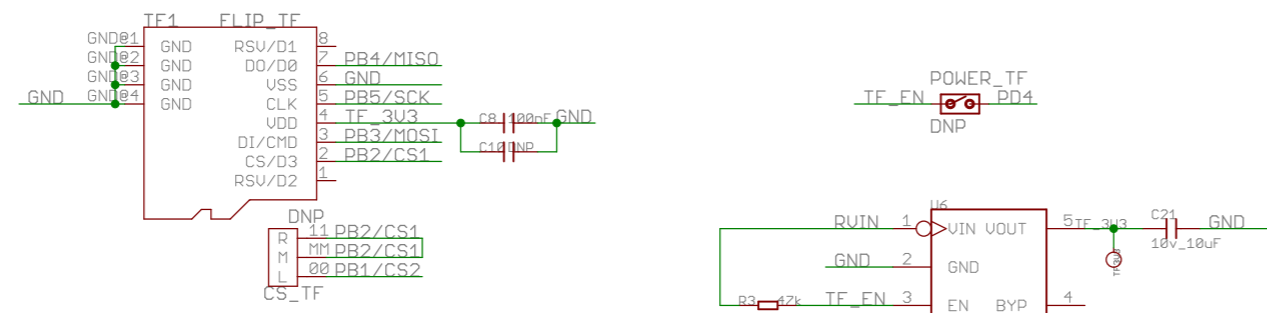 TF1 FLIP_TF
GND@1 GND RSV/D1 8
GND@2 GND DO/D0 7 PB4/MISO
GND@3 GND VSS 6 GND
GND GND@4 GND CLK 5 PB5/SCK
VDD 4 TF_3V3 C8 100nF GND
DI/CMD 3 PB3/MOSI
CS/D3 2 PB2/CS1 C10 DNP
RSV/D2 1
DNP
R 11 PB2/CS1
M MM PB2/CS1
L 00 PB1/CS2
CS_TF
POWER_TF
TF_EN PD4
DNP
U6
RVIN 1 VIN VOUT 5 TF_3V3 C21 GND
10v_10uF
GND 2 GND
R3 47k TF_EN 3 EN BYP 4